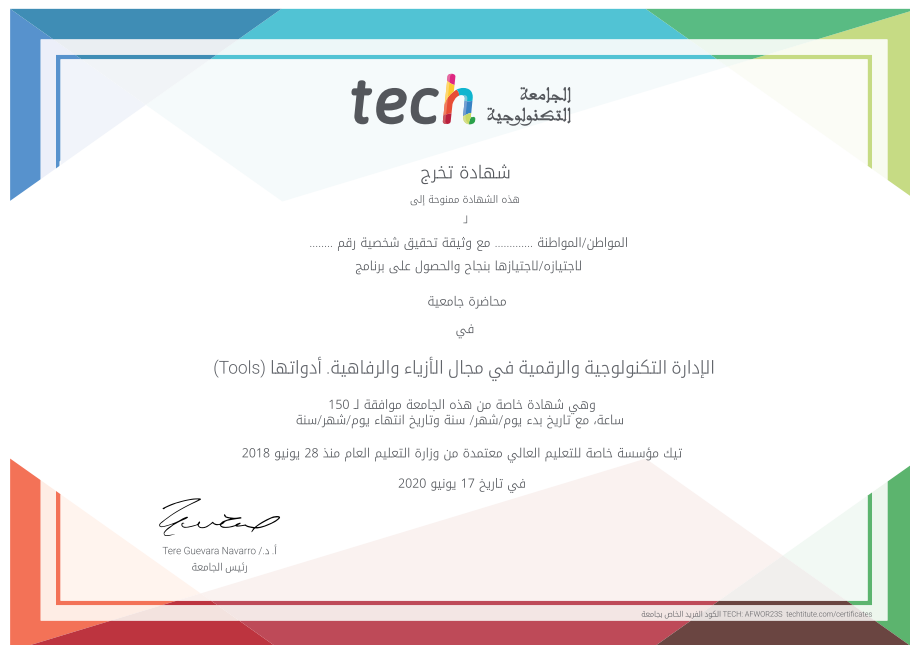 tech الجامعة
التكنولوجية
شهادة تخرج
هذه الشهادة ممنوحة إلى
لـ
المواطن/المواطنة ............ مع وثيقة تحقيق شخصية رقم ........
لاجتيازه/لاجتيازها بنجاح والحصول على برنامج
محاضرة جامعية
في
الإدارة التكنولوجية والرقمية في مجال الأزياء والرفاهية. أدواتها (Tools)
وهي شهادة خاصة من هذه الجامعة موافقة لـ 150
ساعة، مع تاريخ بدء يوم/شهر/ سنة وتاريخ انتهاء يوم/شهر/سنة
تيك مؤسسة خاصة للتعليم العالي معتمدة من وزارة التعليم العام منذ 28 يونيو 2018
في تاريخ 17 يونيو 2020
أ. د./ Tere Guevara Navarro
رئيس الجامعة
الكود الفريد الخاص بجامعة TECH: AFWOR23S techtitute.com/certificates